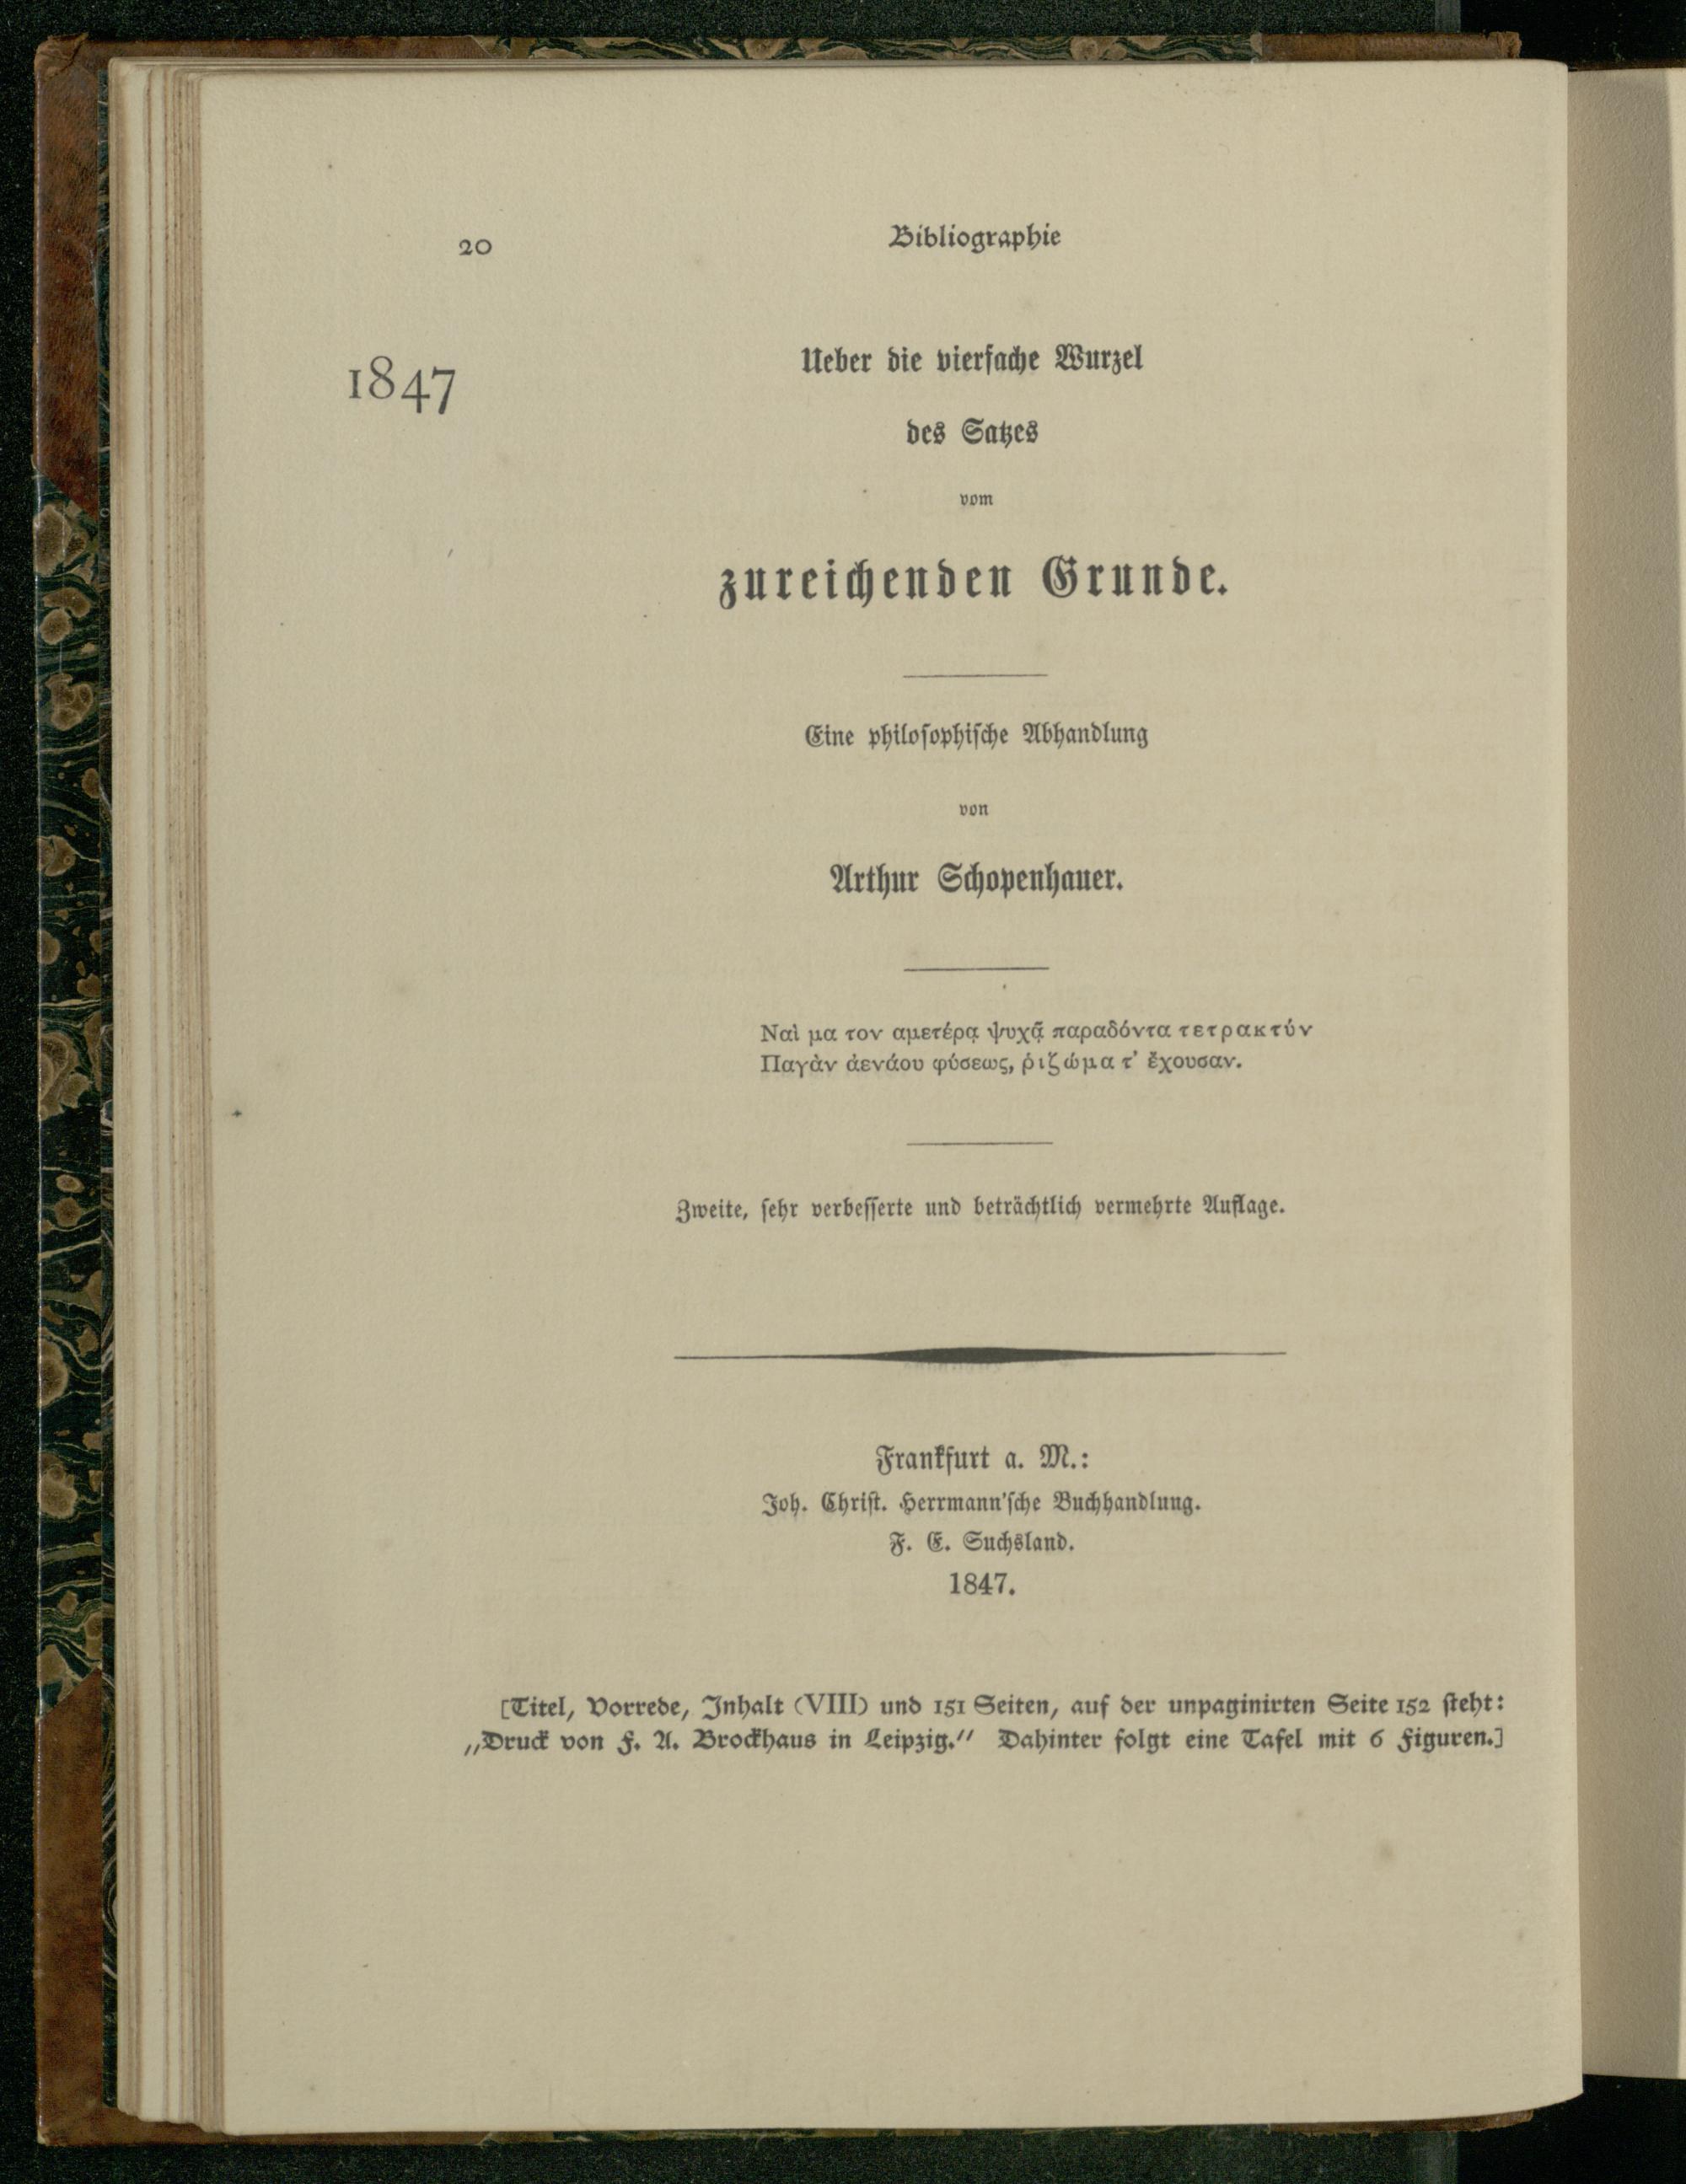 20
Bibliographie
1847
Ueber die vierfache Wurzel
des Satzes
vom
zureichenden Grunde.
Eine philosophische Abhandlung
von
Arthur Schopenhauer.
Ναὶ μα τον αμετέρᾳ ψυχᾷ παραδόντα τετρακτύν
Παγὰν ἀενάου φύσεως, ῥιζώματ' ἔχουσαν.
Zweite, sehr verbesserte und beträchtlich vermehrte Auflage.
Frankfurt a. M.:
Joh. Christ. Herrmann'sche Buchhandlung.
F. E. Suchsland.
1847.
[Titel, Vorrede, Inhalt (VIII) und 151 Seiten, auf der unpaginirten Seite 152 steht:
„Druck von F. A. Brockhaus in Leipzig.“ Dahinter folgt eine Tafel mit 6 Figuren.]